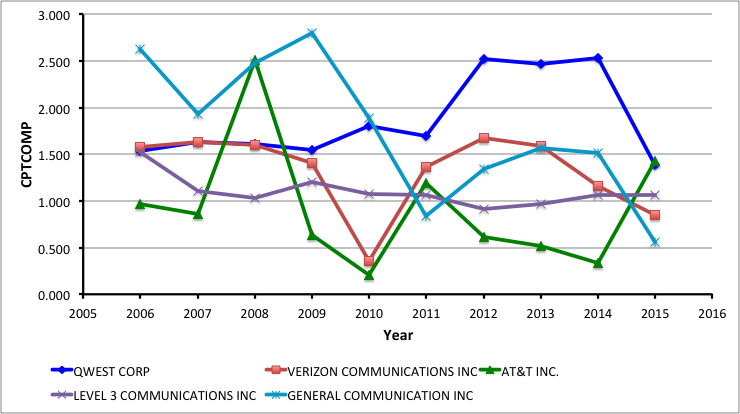 3.000
2.500
2.000
1.500
1.000
0.500
0.000
CPTCOMP
2005 2006 2007 2008 2009 2010 2011 2012 2013 2014 2015 2016
Year
QWEST CORP VERIZON COMMUNICATIONS INC AT&T INC.
LEVEL 3 COMMUNICATIONS INC GENERAL COMMUNICATION INC